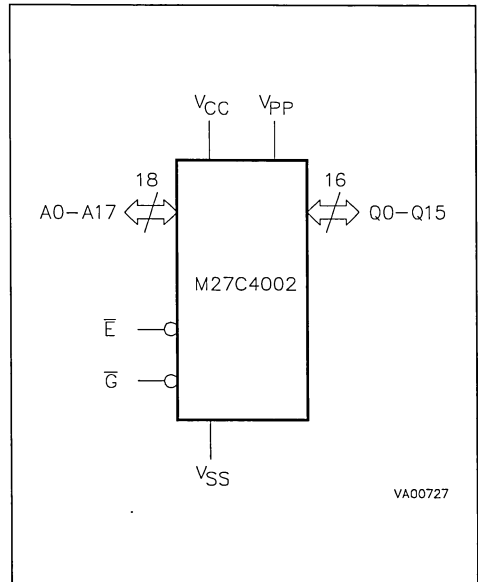 VCC VPP
18 16
A0-A17 Q0-Q15
M27C4002
E̅
G̅
VSS
VA00727